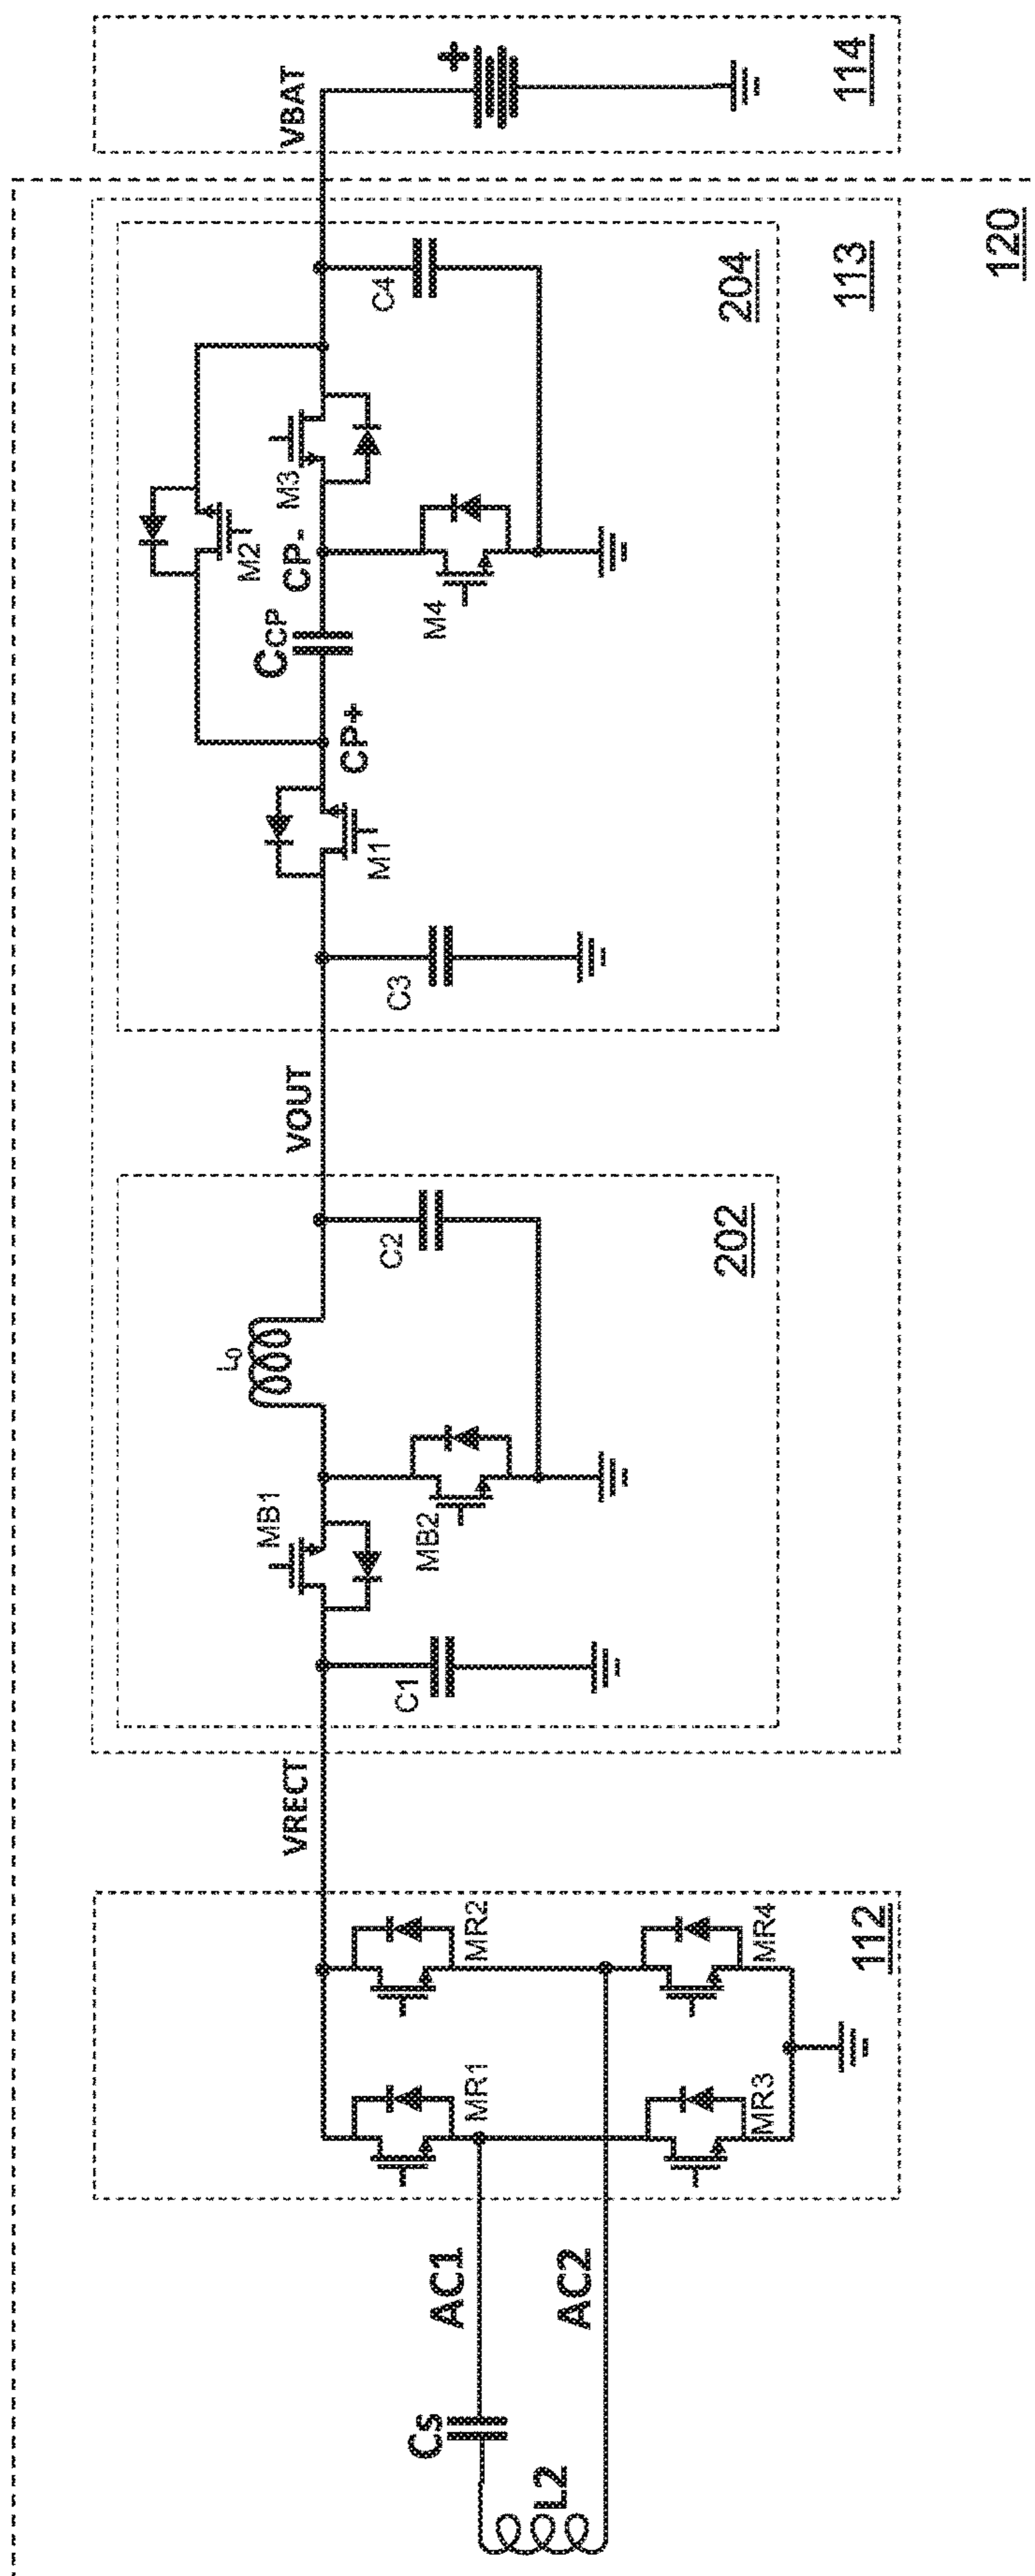 L2
Cs
AC1
AC2
MR1
MR2
MR3
MR4
112
VRECT
C1
MB1
MB2
L0
C2
202
VOUT
C3
M1
CP+
CCP
CP-
M2
M3
M4
C4
204
113
VBAT
+
114
120